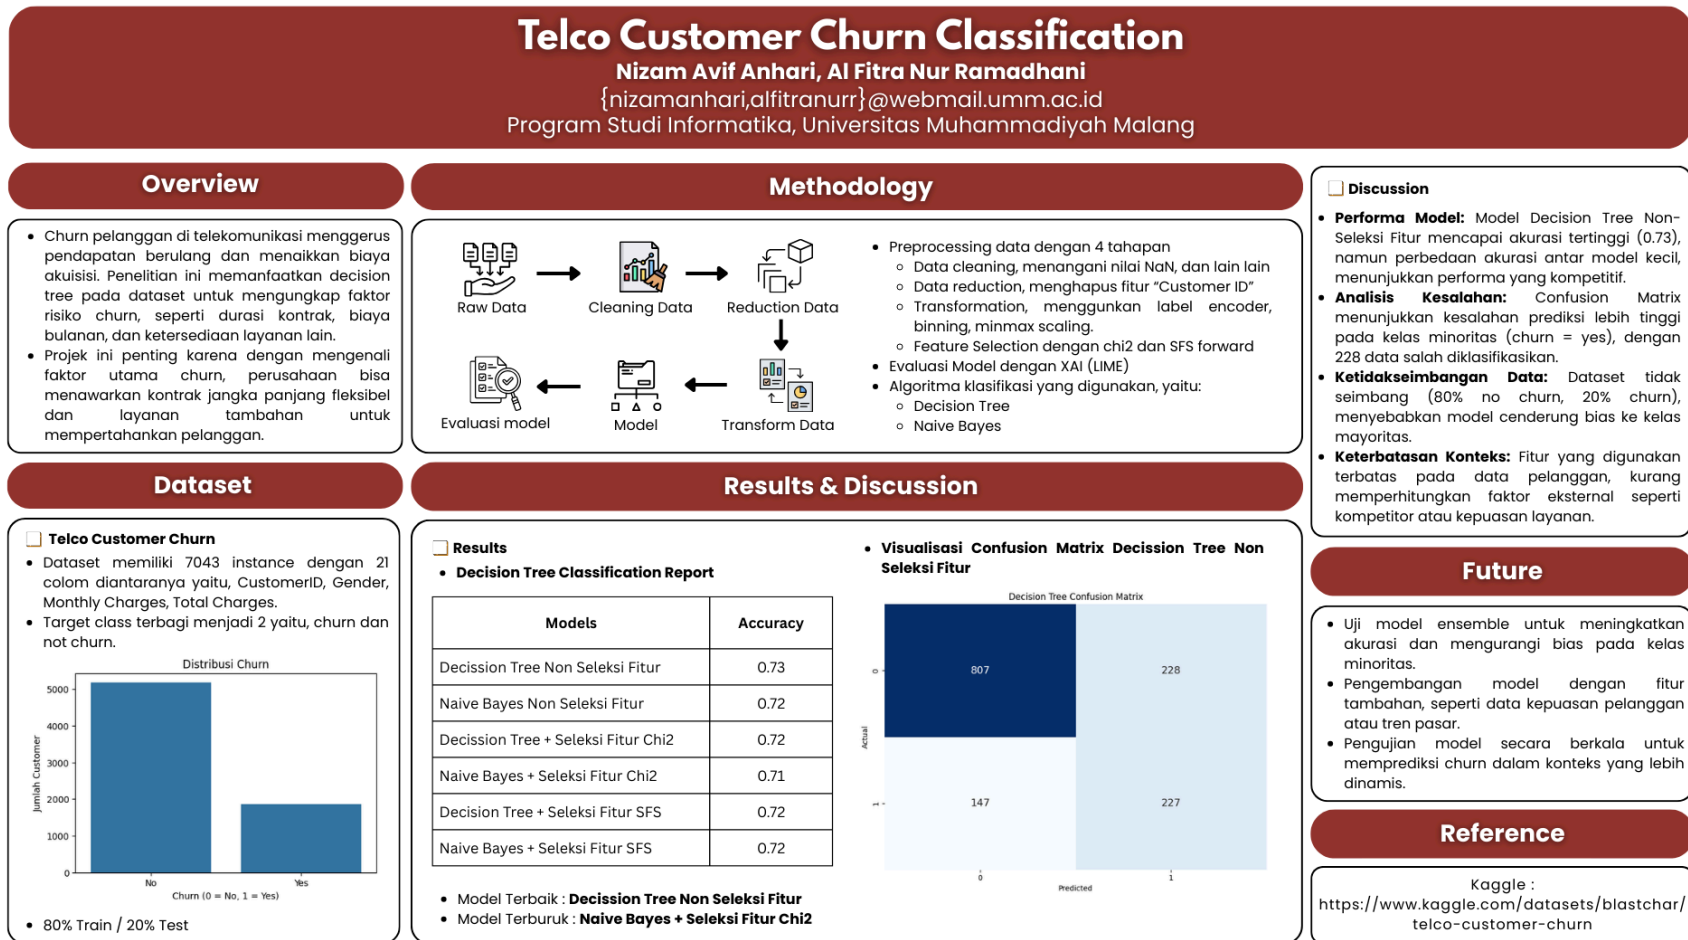 Telco Customer Churn Classification
Nizam Avif Anhari, Al Fitra Nur Ramadhani
{nizamanhari,alfitranurr}@webmail.umm.ac.id
Program Studi Informatika, Universitas Muhammadiyah Malang
Overview
Churn pelanggan di telekomunikasi menggerus
pendapatan berulang dan menaikkan biaya
akuisisi. Penelitian ini memanfaatkan decision
tree pada dataset untuk mengungkap faktor
risiko churn, seperti durasi kontrak, biaya
bulanan, dan ketersediaan layanan lain.
Projek ini penting karena dengan mengenali
faktor utama churn, perusahaan bisa
menawarkan kontrak jangka panjang fleksibel
dan layanan tambahan untuk
mempertahankan pelanggan.
Dataset
Telco Customer Churn
Dataset memiliki 7043 instance dengan 21
colom diantaranya yaitu, CustomerID, Gender,
Monthly Charges, Total Charges.
Target class terbagi menjadi 2 yaitu, churn dan
not churn.
Distribusi Churn
Jumlah Customer
5000
4000
3000
2000
1000
0
No
Yes
Churn (0 = No, 1 = Yes)
80% Train / 20% Test
Methodology
Raw Data
Cleaning Data
Reduction Data
Evaluasi model
Model
Transform Data
Preprocessing data dengan 4 tahapan
Data cleaning, menangani nilai NaN, dan lain lain
Data reduction, menghapus fitur “Customer ID”
Transformation, menggunkan label encoder,
binning, minmax scaling.
Feature Selection dengan chi2 dan SFS forward
Evaluasi Model dengan XAI (LIME)
Algoritma klasifikasi yang digunakan, yaitu:
Decision Tree
Naive Bayes
Results & Discussion
Results
Decision Tree Classification Report
Models Accuracy
Decission Tree Non Seleksi Fitur 0.73
Naive Bayes Non Seleksi Fitur 0.72
Decission Tree + Seleksi Fitur Chi2 0.72
Naive Bayes + Seleksi Fitur Chi2 0.71
Decision Tree + Seleksi Fitur SFS 0.72
Naive Bayes + Seleksi Fitur SFS 0.72
Model Terbaik : Decission Tree Non Seleksi Fitur
Model Terburuk : Naive Bayes + Seleksi Fitur Chi2
Visualisasi Confusion Matrix Decission Tree Non
Seleksi Fitur
Decision Tree Confusion Matrix
Actual
0
807
228
1
147
227
0
1
Predicted
Discussion
Performa Model: Model Decision Tree Non-
Seleksi Fitur mencapai akurasi tertinggi (0.73),
namun perbedaan akurasi antar model kecil,
menunjukkan performa yang kompetitif.
Analisis Kesalahan: Confusion Matrix
menunjukkan kesalahan prediksi lebih tinggi
pada kelas minoritas (churn = yes), dengan
228 data salah diklasifikasikan.
Ketidakseimbangan Data: Dataset tidak
seimbang (80% no churn, 20% churn),
menyebabkan model cenderung bias ke kelas
mayoritas.
Keterbatasan Konteks: Fitur yang digunakan
terbatas pada data pelanggan, kurang
memperhitungkan faktor eksternal seperti
kompetitor atau kepuasan layanan.
Future
Uji model ensemble untuk meningkatkan
akurasi dan mengurangi bias pada kelas
minoritas.
Pengembangan model dengan fitur
tambahan, seperti data kepuasan pelanggan
atau tren pasar.
Pengujian model secara berkala untuk
memprediksi churn dalam konteks yang lebih
dinamis.
Reference
Kaggle :
https://www.kaggle.com/datasets/blastchar/
telco-customer-churn